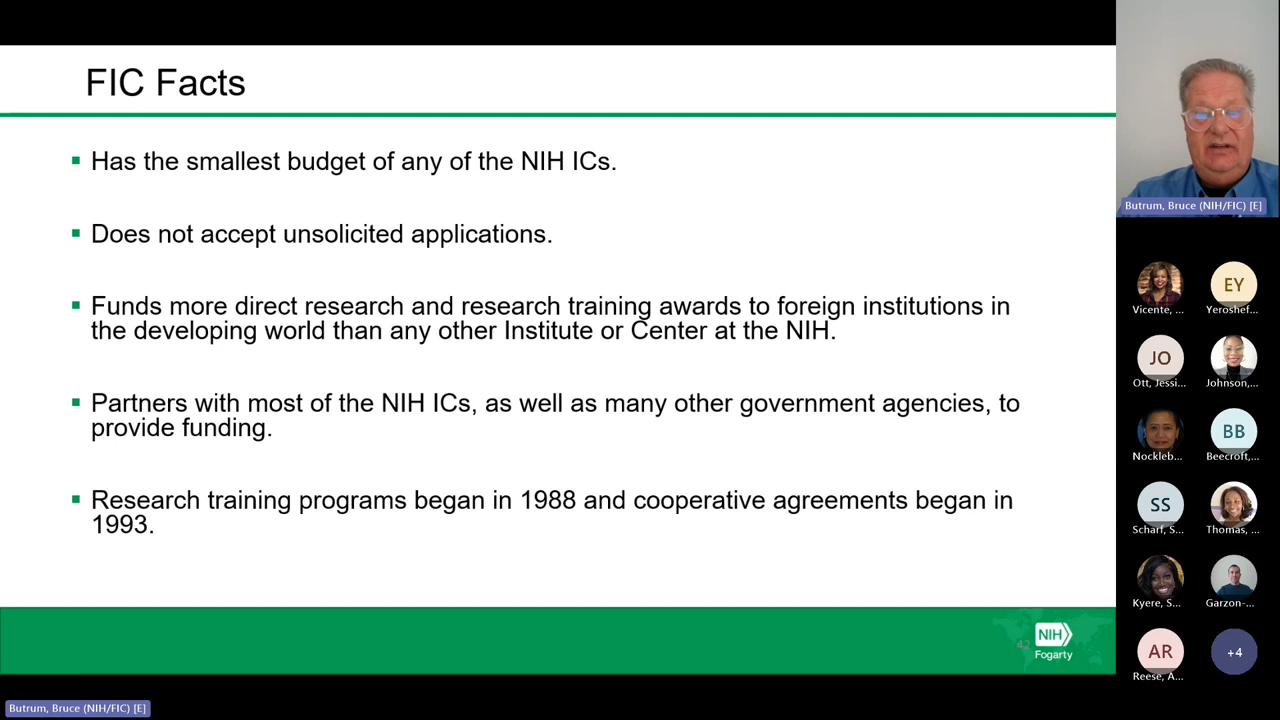 FIC Facts
Has the smallest budget of any of the NIH ICs.
Does not accept unsolicited applications.
Funds more direct research and research training awards to foreign institutions in
the developing world than any other Institute or Center at the NIH.
Partners with most of the NIH ICs, as well as many other government agencies, to
provide funding.
Research training programs began in 1988 and cooperative agreements began in
1993.
42
NIH
Fogarty
Butrum, Bruce (NIH/FIC) [E]
Vicente, ...
EY
Yeroshef...
JO
Ott, Jessi...
Johnson,...
Nockleb...
BB
Beecroft,...
SS
Scharf, S...
Thomas, ...
Kyere, S...
Garzon-...
AR
Reese, A...
+4
Butrum, Bruce (NIH/FIC) [E]